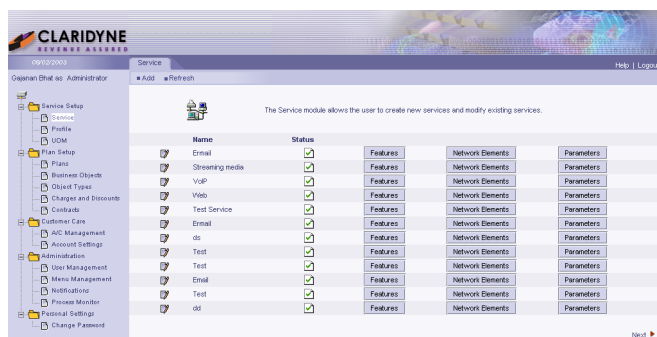 CLARIDYNE
REVENUE ASSURED
09/02/2003
Service
Help | Logou
Gajanan Bhat as Administrator
Add Refresh
The Service module allows the user to create new services and modify existing services.
Service Setup
Service
Profile
UOM
Plan Setup
Plans
Business Objects
Object Types
Charges and Discounts
Contracts
Customer Care
A/C Management
Account Settings
Administration
User Management
Menu Management
Notifications
Process Monitor
Personal Settings
Change Password
Name Status
Ermail Features Network Elements Parameters
Streaming media Features Network Elements Parameters
VoIP Features Network Elements Parameters
Web Features Network Elements Parameters
Test Service Features Network Elements Parameters
Ermail Features Network Elements Parameters
ds Features Network Elements Parameters
Test Features Network Elements Parameters
Test Features Network Elements Parameters
Email Features Network Elements Parameters
Test Features Network Elements Parameters
dd Features Network Elements Parameters
Next